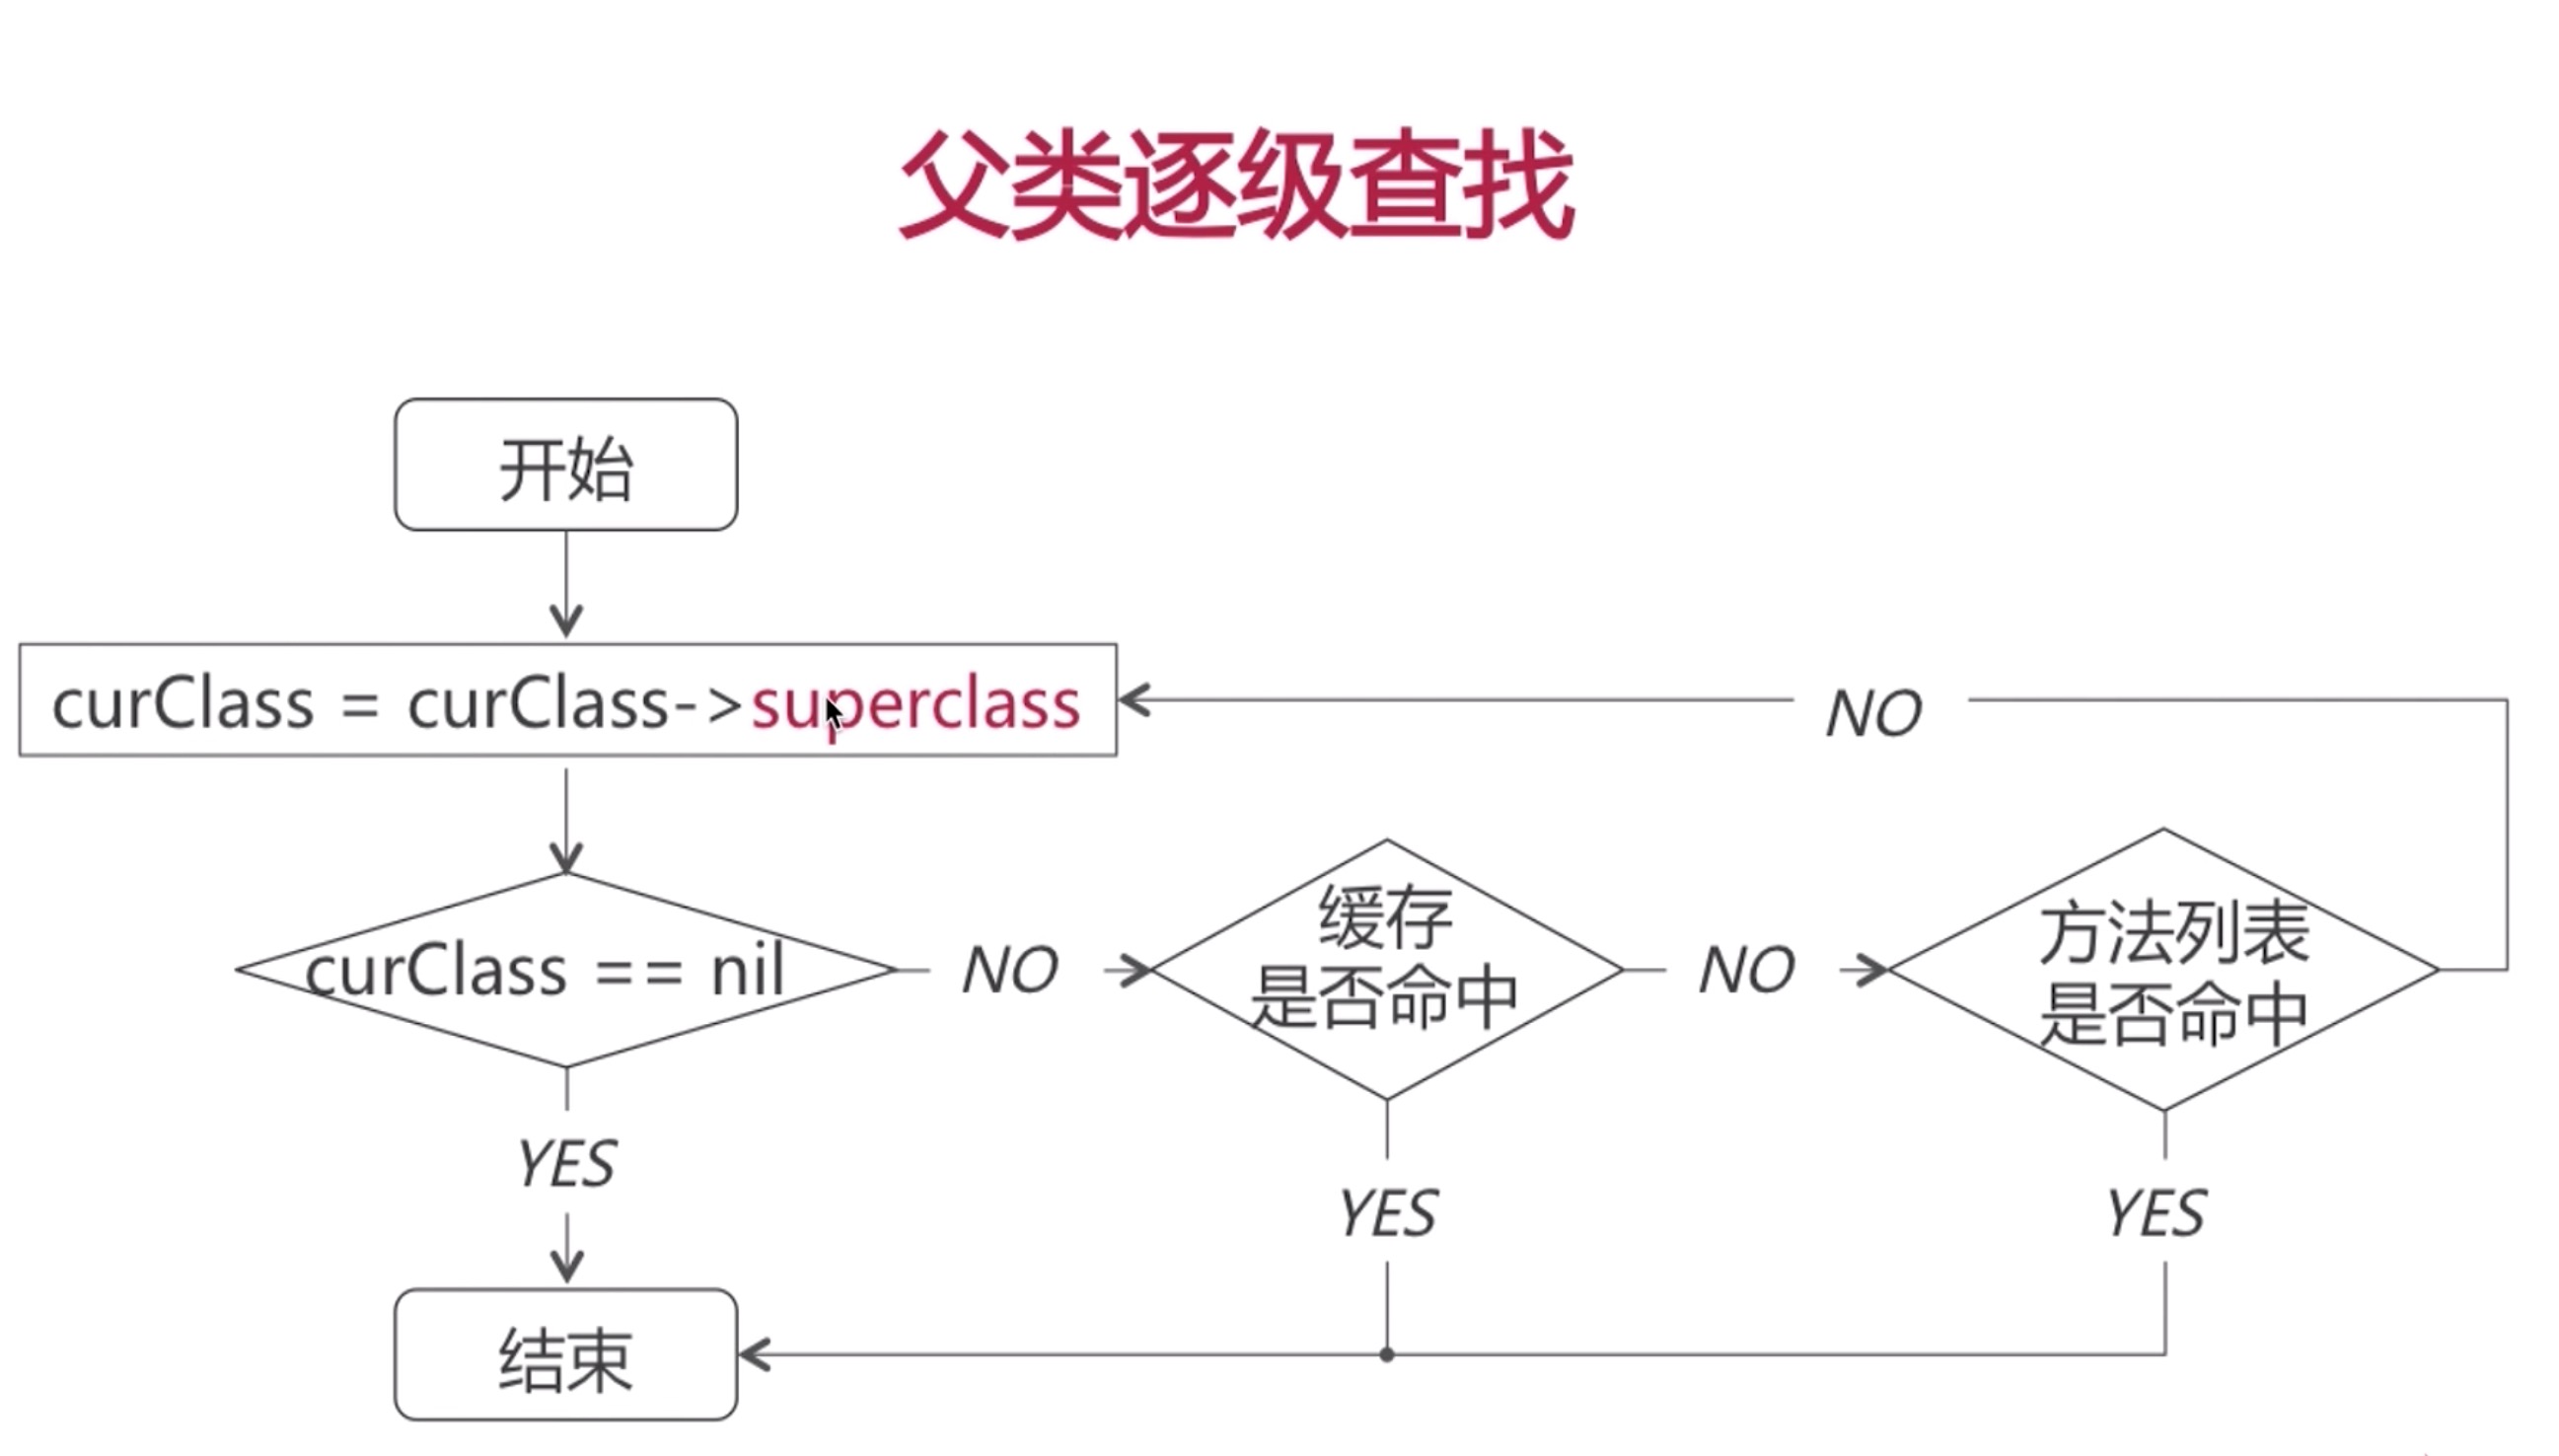 父类逐级查找
开始
curClass = curClass->superclass
NO
curClass == nil
NO
缓存
是否命中
NO
方法列表
是否命中
YES
YES
YES
结束